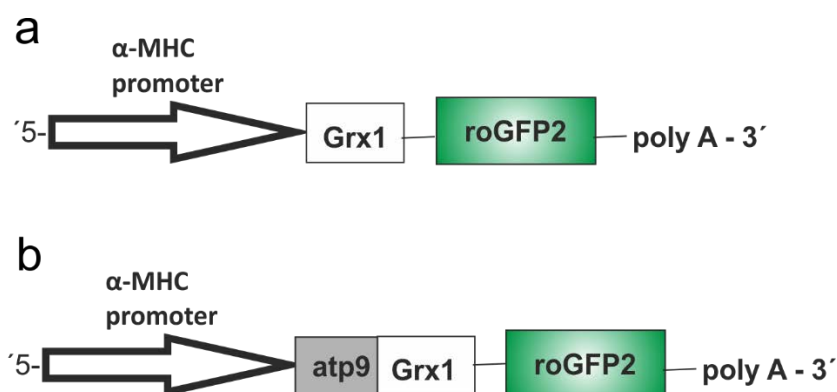 a
α-MHC
promoter
´5-
Grx1
roGFP2
poly A - 3´
b
α-MHC
promoter
´5-
atp9
Grx1
roGFP2
poly A - 3´